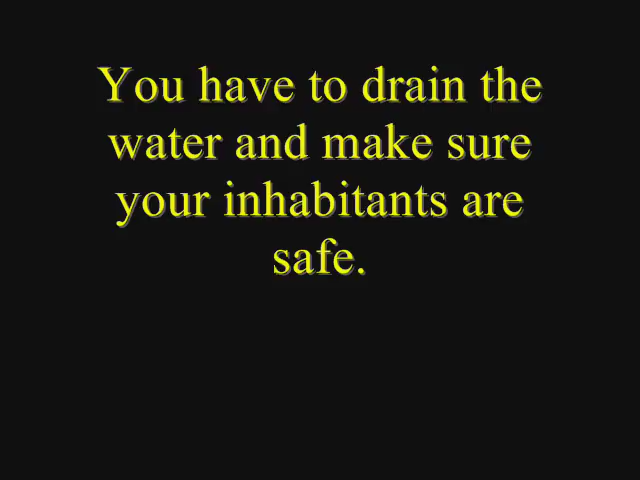 You have to drain the
water and make sure
your inhabitants are
safe.